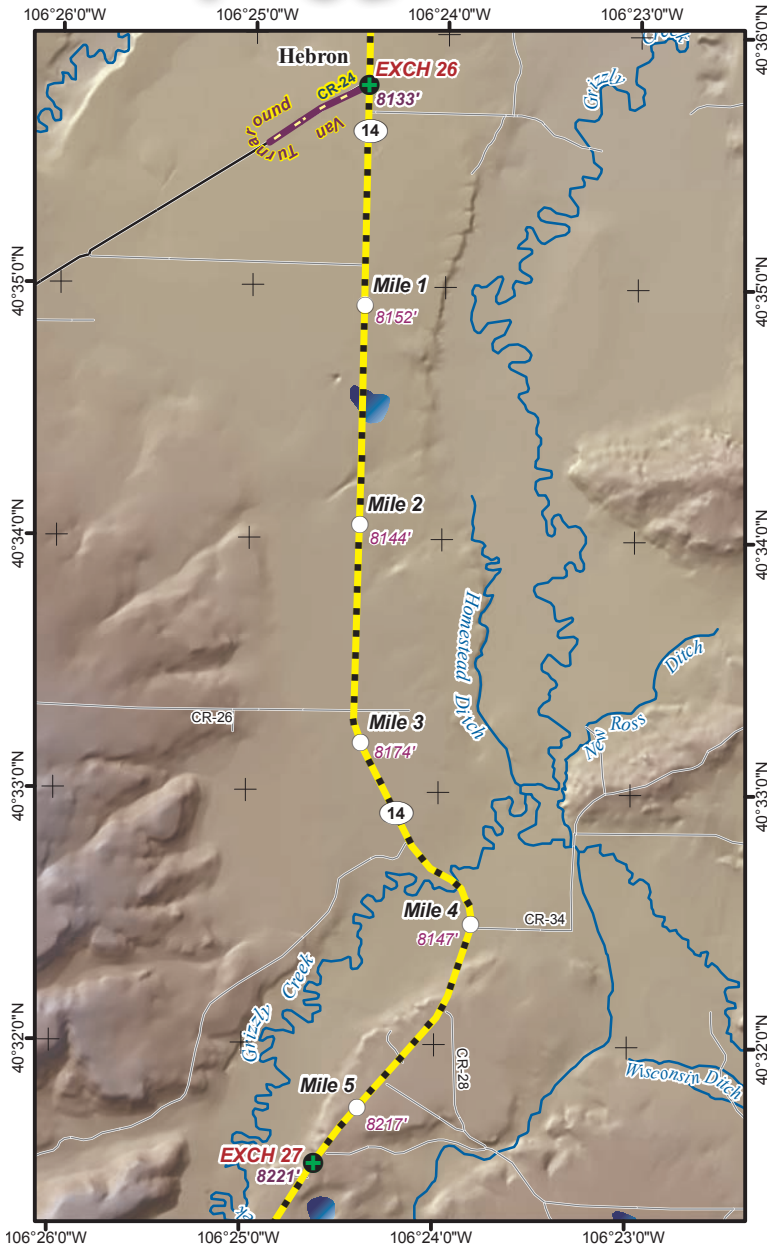 106°26'0"W
106°25'0"W
106°24'0"W
106°23'0"W
40°36'0"N
Creek
Hebron
EXCH 26
8133'
CR-24
Van
Turnaround
14
Grizzly
40°35'0"N
40°35'0"N
Mile 1
8152'
Mile 2
8144'
40°34'0"N
40°34'0"N
Homestead Ditch
New Ross Ditch
CR-26
Mile 3
8174'
40°33'0"N
40°33'0"N
14
Mile 4
8147'
CR-34
Grizzly Creek
40°32'0"N
40°32'0"N
CR-28
Wisconsin Ditch
Mile 5
8217'
EXCH 27
8221'
106°26'0"W
106°25'0"W
106°24'0"W
106°23'0"W